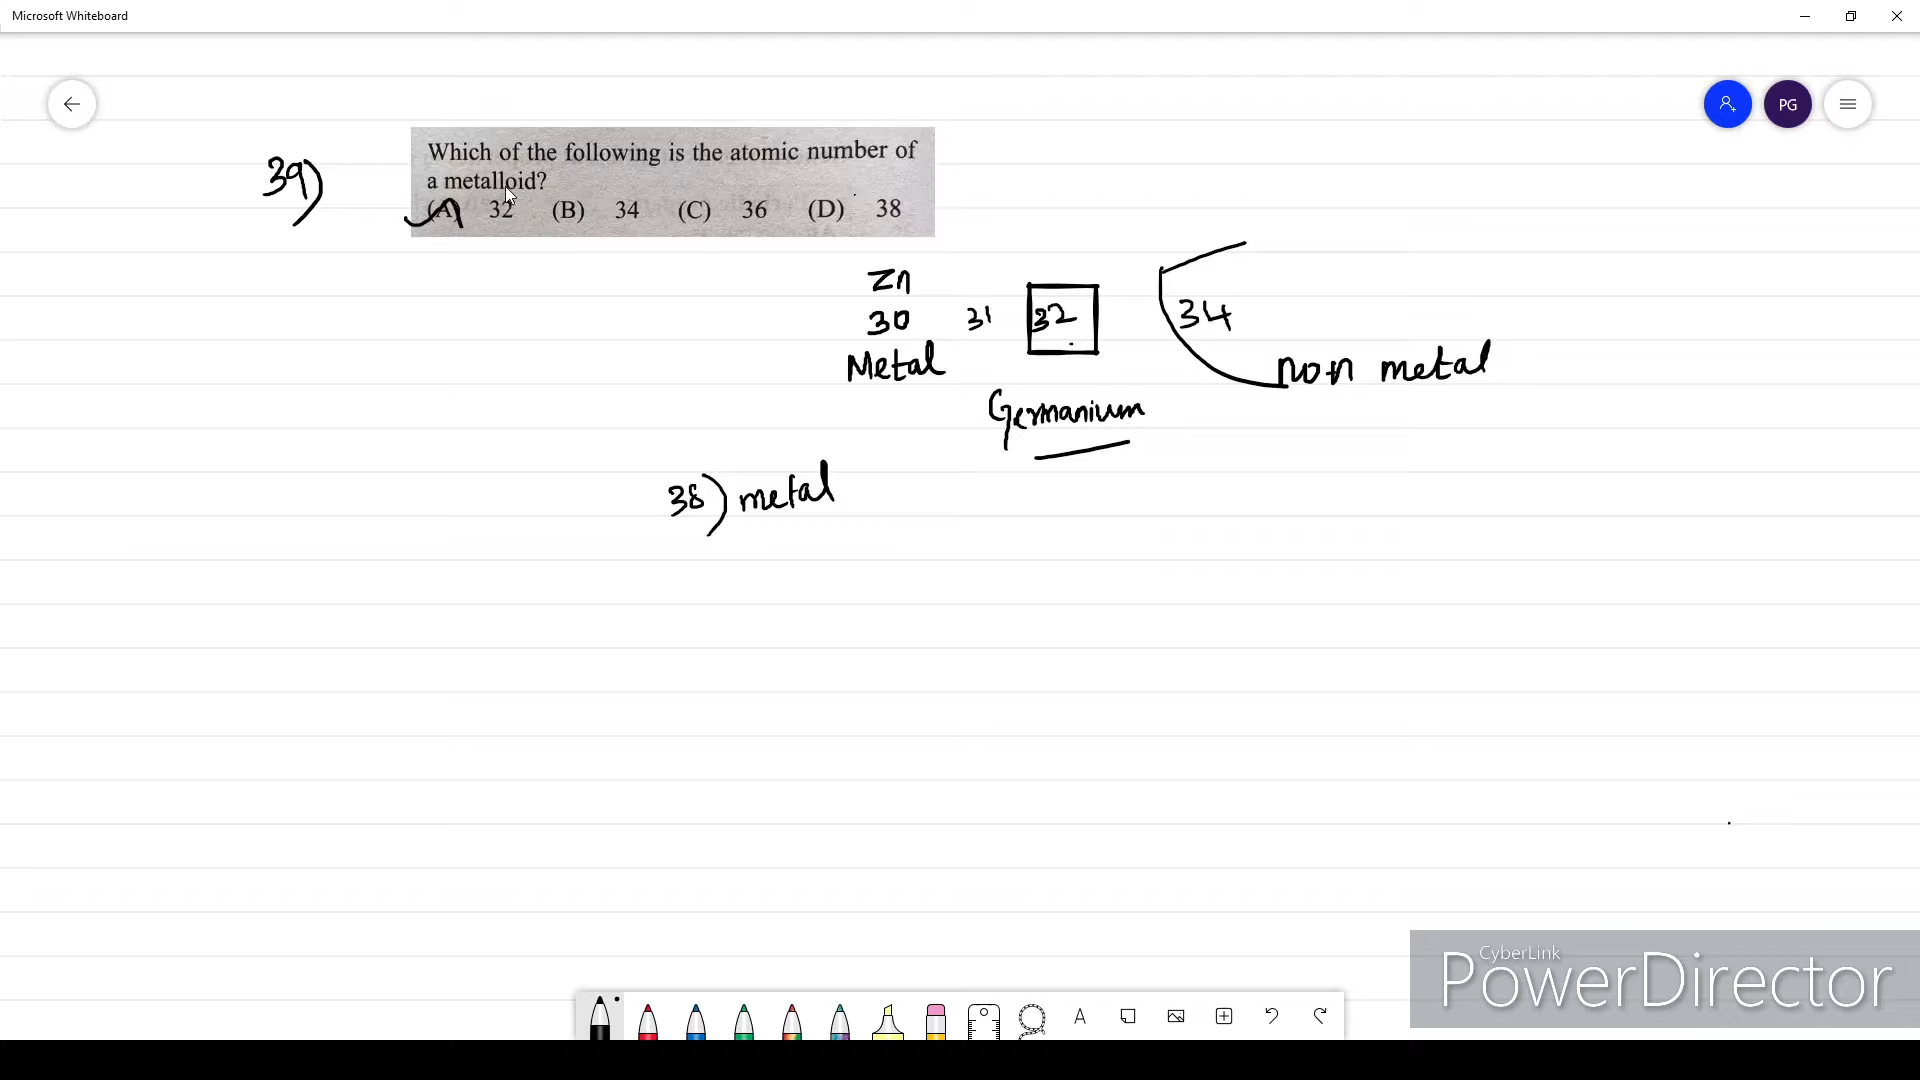 Microsoft Whiteboard
PG
39)
Which of the following is the atomic number of
a metalloid?
(A) 32 (B) 34 (C) 36 (D) 38
Zn
30 31 32 34
Metal non metal
Germanium
38) metal
CyberLink
PowerDirector
A